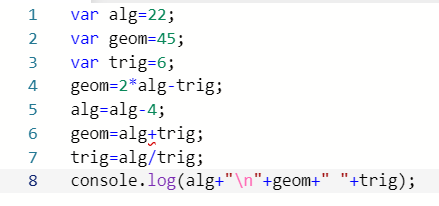 1 var alg=22;
2 var geom=45;
3 var trig=6;
4 geom=2*alg-trig;
5 alg=alg-4;
6 geom=alg+trig;
7 trig=alg/trig;
8 console.log(alg+"\n"+geom+" "+trig);